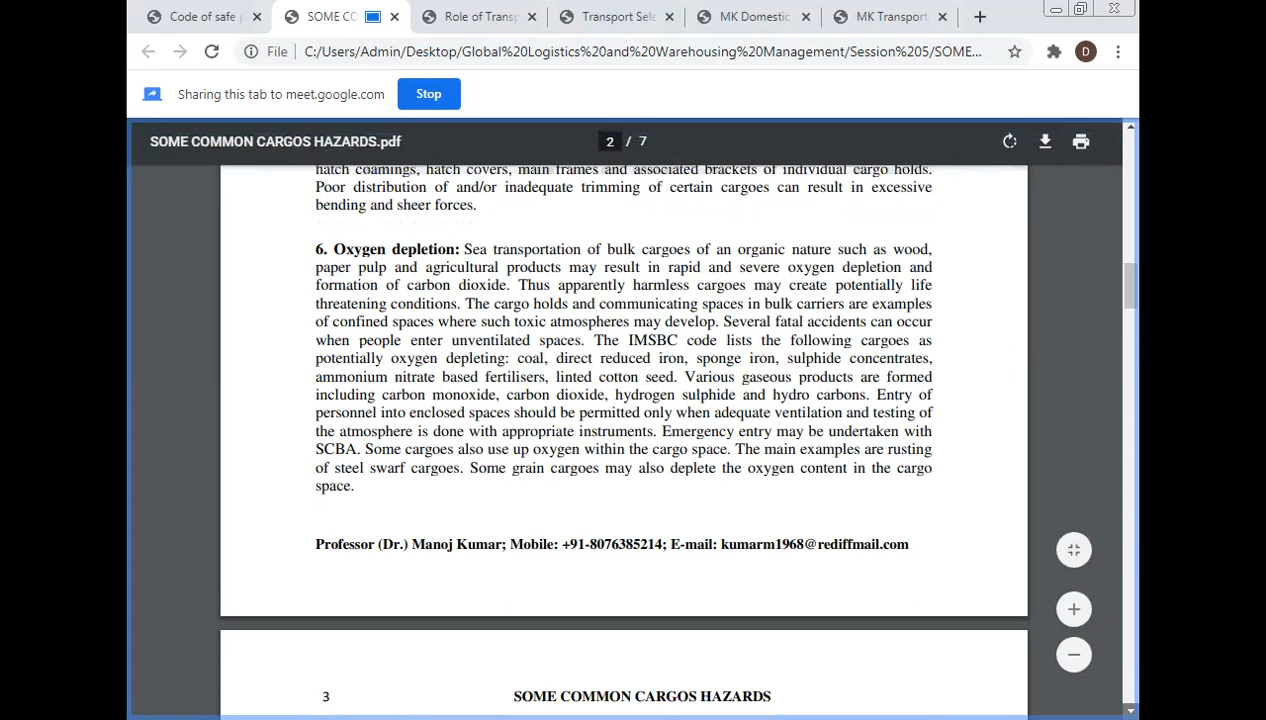 Code of safe p
SOME CO
Role of Transp
Transport Sele
MK Domestic
MK Transport
File
C:/Users/Admin/Desktop/Global%20Logistics%20and%20Warehousing%20Management/Session%205/SOME...
D
Sharing this tab to meet.google.com
Stop
SOME COMMON CARGOS HAZARDS.pdf
2 / 7
hatch coamings, hatch covers, main frames and associated brackets of individual cargo holds.
Poor distribution of and/or inadequate trimming of certain cargoes can result in excessive
bending and sheer forces.
6. Oxygen depletion: Sea transportation of bulk cargoes of an organic nature such as wood,
paper pulp and agricultural products may result in rapid and severe oxygen depletion and
formation of carbon dioxide. Thus apparently harmless cargoes may create potentially life
threatening conditions. The cargo holds and communicating spaces in bulk carriers are examples
of confined spaces where such toxic atmospheres may develop. Several fatal accidents can occur
when people enter unventilated spaces. The IMSBC code lists the following cargoes as
potentially oxygen depleting: coal, direct reduced iron, sponge iron, sulphide concentrates,
ammonium nitrate based fertilisers, linted cotton seed. Various gaseous products are formed
including carbon monoxide, carbon dioxide, hydrogen sulphide and hydro carbons. Entry of
personnel into enclosed spaces should be permitted only when adequate ventilation and testing of
the atmosphere is done with appropriate instruments. Emergency entry may be undertaken with
SCBA. Some cargoes also use up oxygen within the cargo space. The main examples are rusting
of steel swarf cargoes. Some grain cargoes may also deplete the oxygen content in the cargo
space.
Professor (Dr.) Manoj Kumar; Mobile: +91-8076385214; E-mail: kumarm1968@rediffmail.com
3
SOME COMMON CARGOS HAZARDS